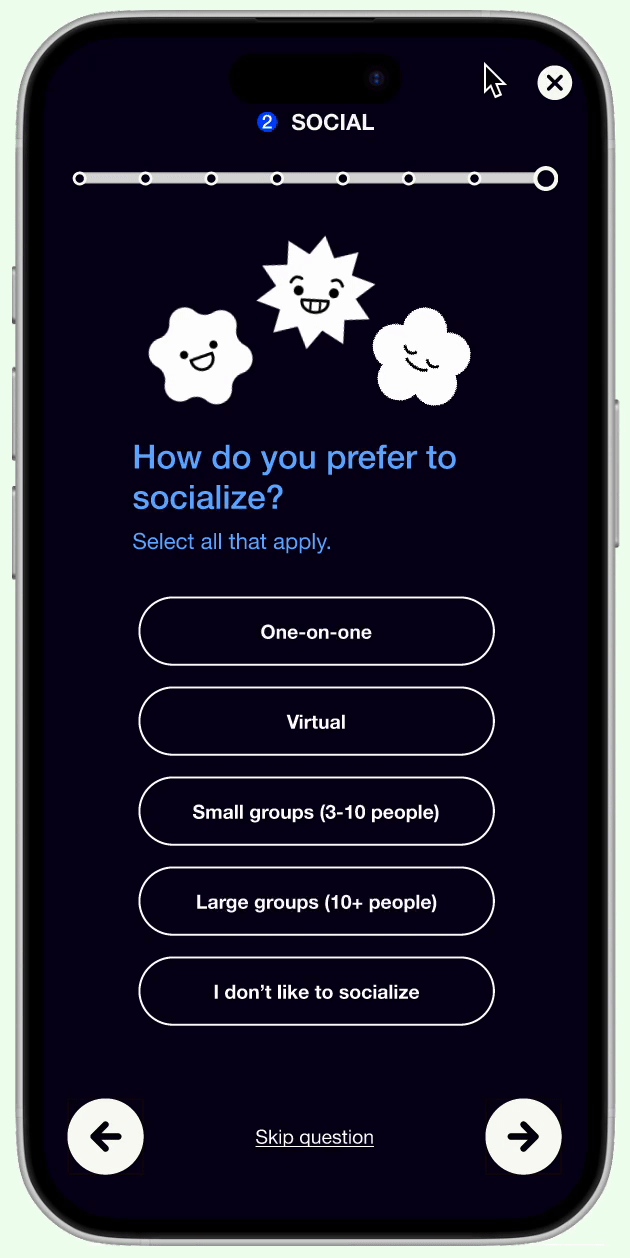 2 SOCIAL
How do you prefer to
socialize?
Select all that apply.
One-on-one
Virtual
Small groups (3-10 people)
Large groups (10+ people)
I don’t like to socialize
Skip question